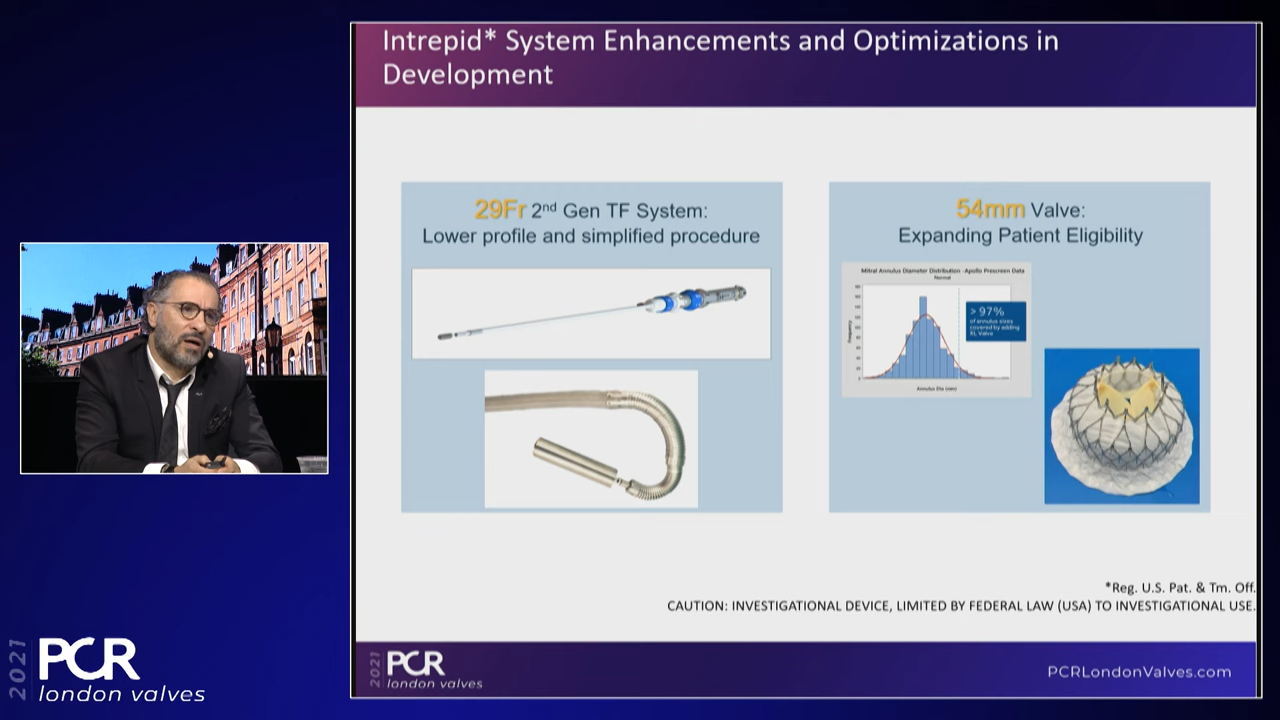 Intrepid* System Enhancements and Optimizations in
Development
29Fr 2nd Gen TF System:
Lower profile and simplified procedure
54mm Valve:
Expanding Patient Eligibility
Mitral Annulus Diameter Distribution -Apollo Prescreen Data
Normal
Frequency
> 97%
of annulus sizes
covered by adding
XL Valve
Annulus Dia (mm)
*Reg. U.S. Pat. & Tm. Off.
CAUTION: INVESTIGATIONAL DEVICE, LIMITED BY FEDERAL LAW (USA) TO INVESTIGATIONAL USE.
2021 PCR
london valves
PCRLondonValves.com
2021 PCR
london valves